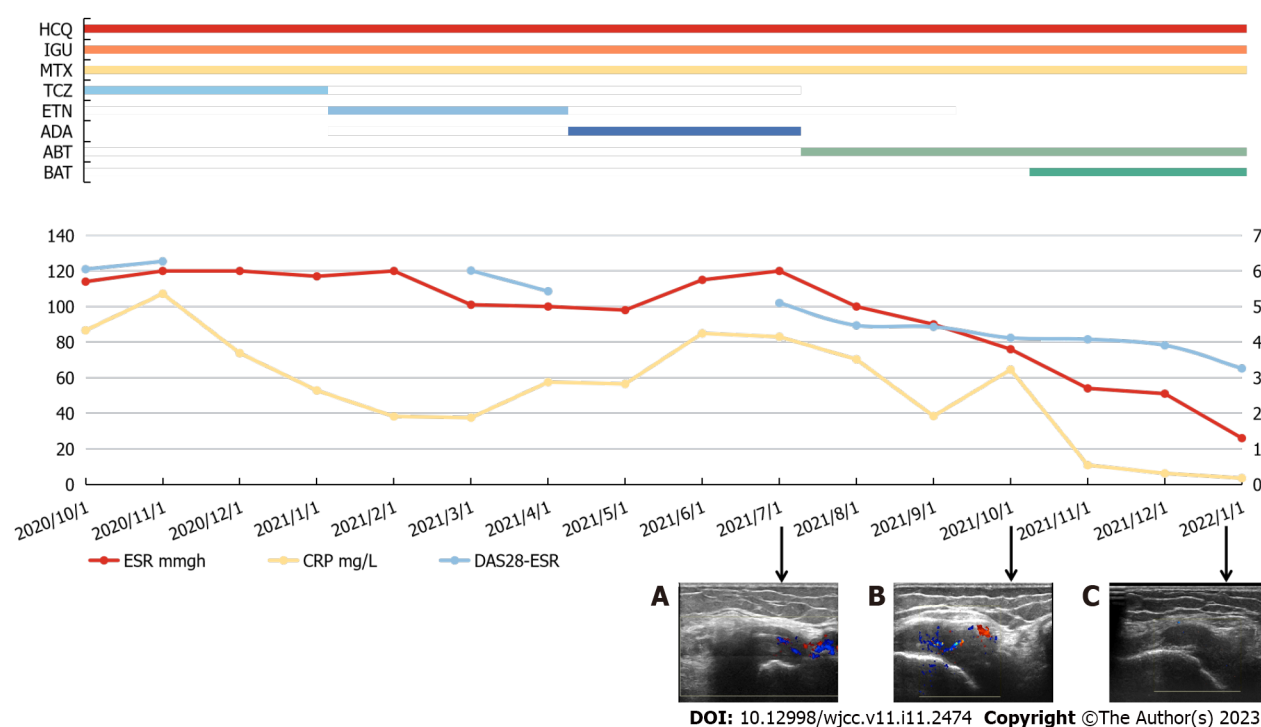 HCQ
IGU
MTX
TCZ
ETN
ADA
ABT
BAT
140 7
120 6
100 5
80 4
60 3
40 2
20 1
0 0
2020/10/1 2020/11/1 2020/12/1 2021/1/1 2021/2/1 2021/3/1 2021/4/1 2021/5/1 2021/6/1 2021/7/1 2021/8/1 2021/9/1 2021/10/1 2021/11/1 2021/12/1 2022/1/1
ESR mmgh CRP mg/L DAS28-ESR
A B C
DOI: 10.12998/wjcc.v11.i11.2474 Copyright ©The Author(s) 2023